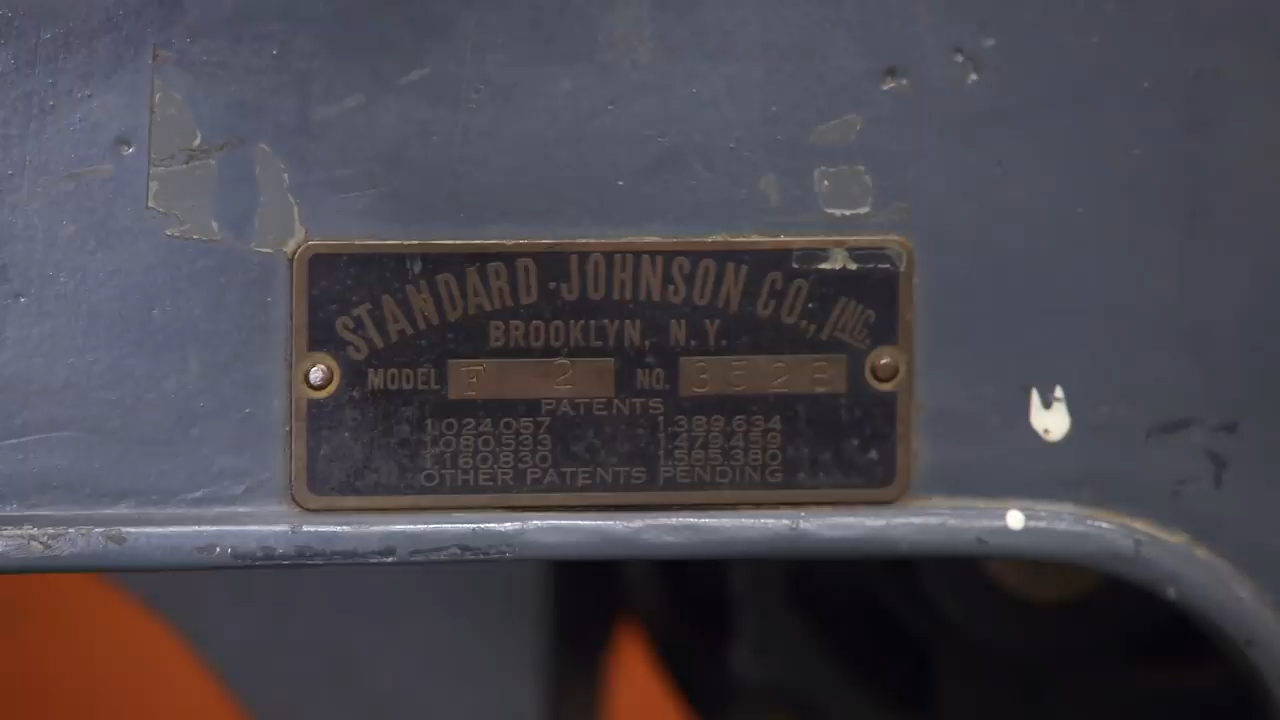 STANDARD-JOHNSON CO., INC.
BROOKLYN, N.Y.
MODEL F 2 NO. 3528
PATENTS
1,024,057 1,389,634
1,080,533 1,479,459
1,160,830 1,585,380
OTHER PATENTS PENDING